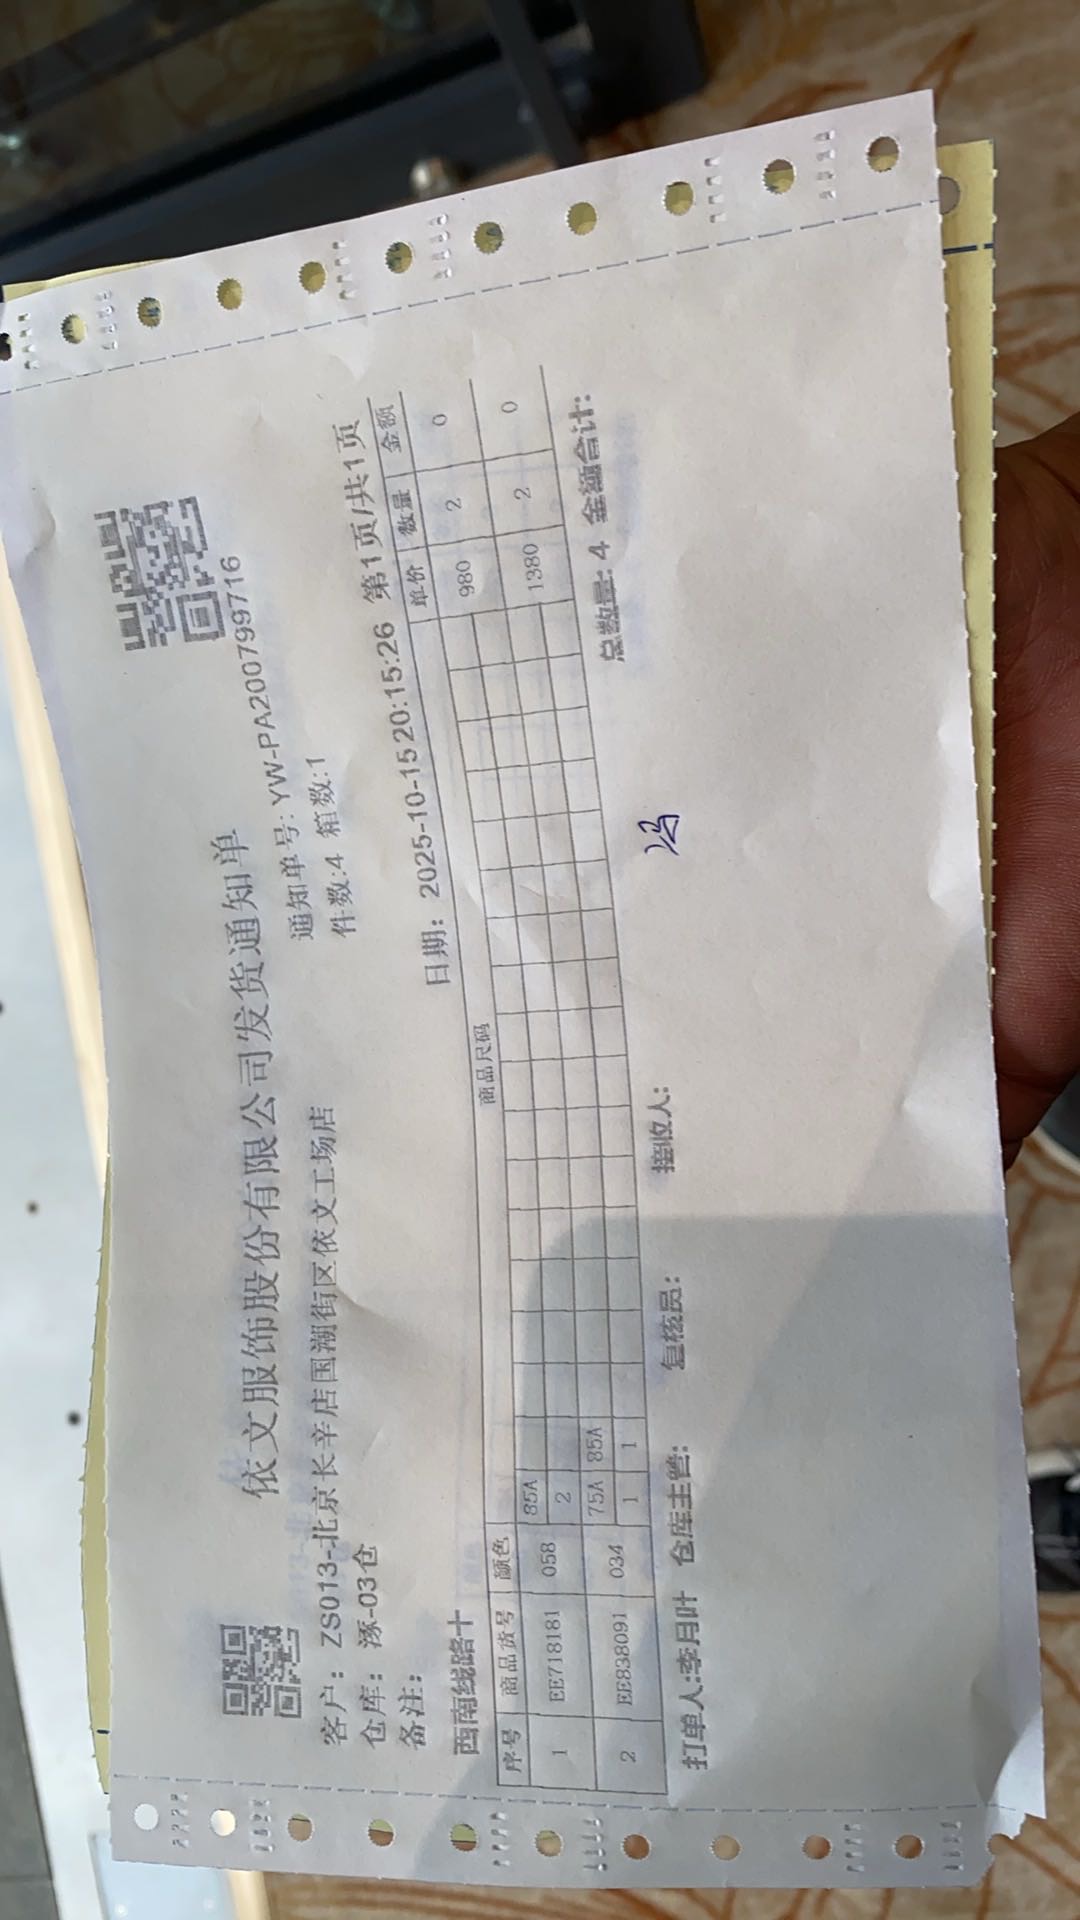 依文服饰股份有限公司发货通知单
客户: ZS013-北京长辛店国潮街区依文工场店
通知单号: YW-PA200799716
仓库: 涿-03仓
件数:4 箱数:1
备注:
西南线路十
日期: 2025-10-15 20:15:26 第1页/共1页
序号 商品货号 颜色 商品尺码 单价 数量 金额
1 EE718181 058 85A 980 2 0
2
2 EE838091 034 75A 85A 1380 2 0
1 1
总数量: 4 金额合计:
打单人:李月叶 仓库主管: 复核员: 接收人:
冯